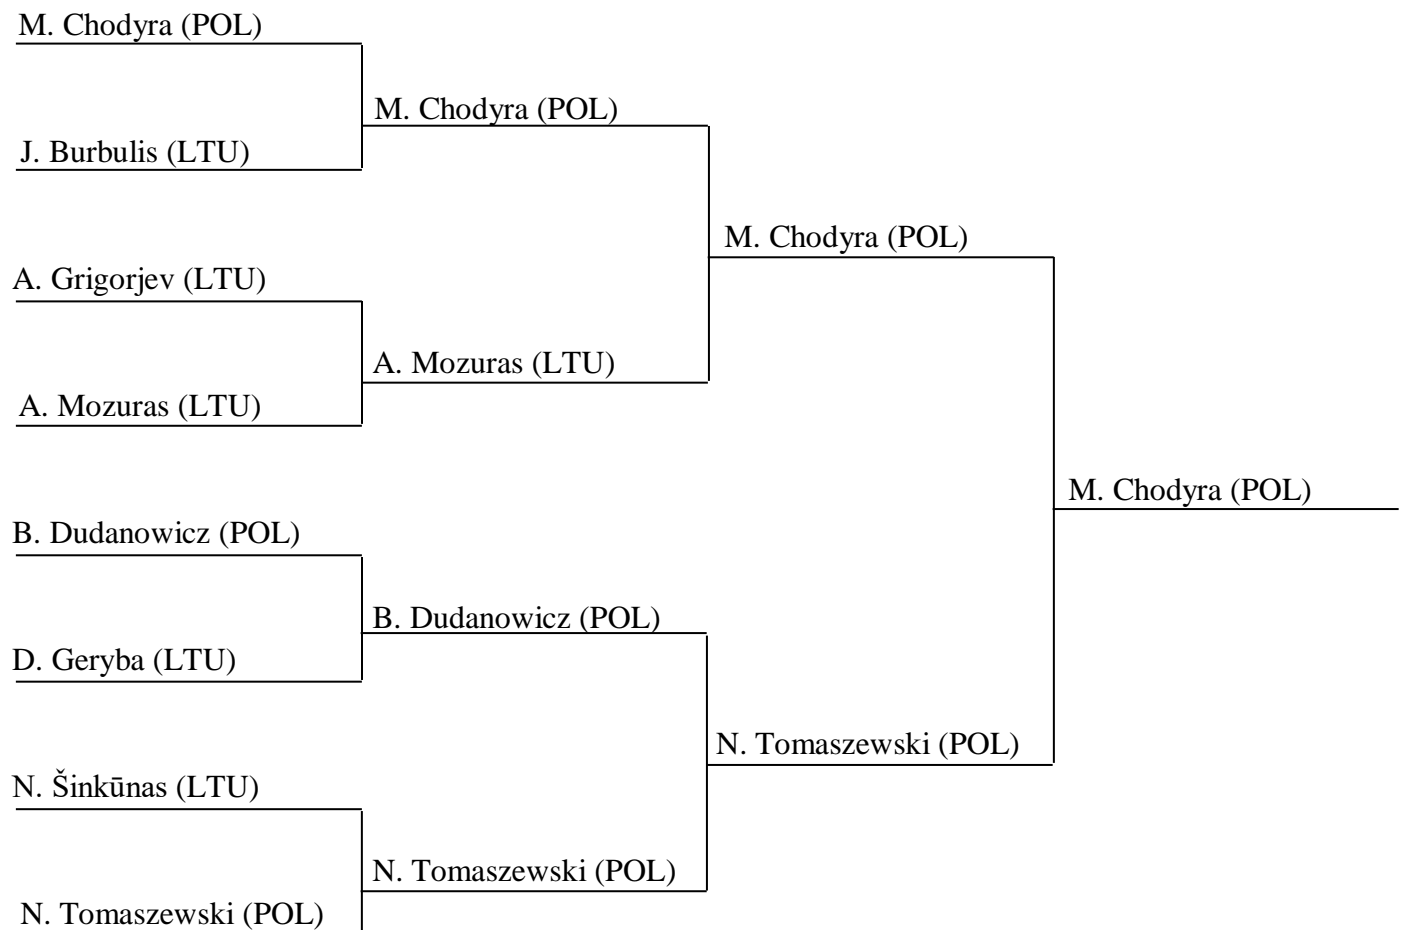 M. Chodyra (POL)
M. Chodyra (POL)
J. Burbulis (LTU)
M. Chodyra (POL)
A. Grigorjev (LTU)
A. Mozuras (LTU)
A. Mozuras (LTU)
M. Chodyra (POL)
B. Dudanowicz (POL)
B. Dudanowicz (POL)
D. Geryba (LTU)
N. Tomaszewski (POL)
N. Šinkūnas (LTU)
N. Tomaszewski (POL)
N. Tomaszewski (POL)